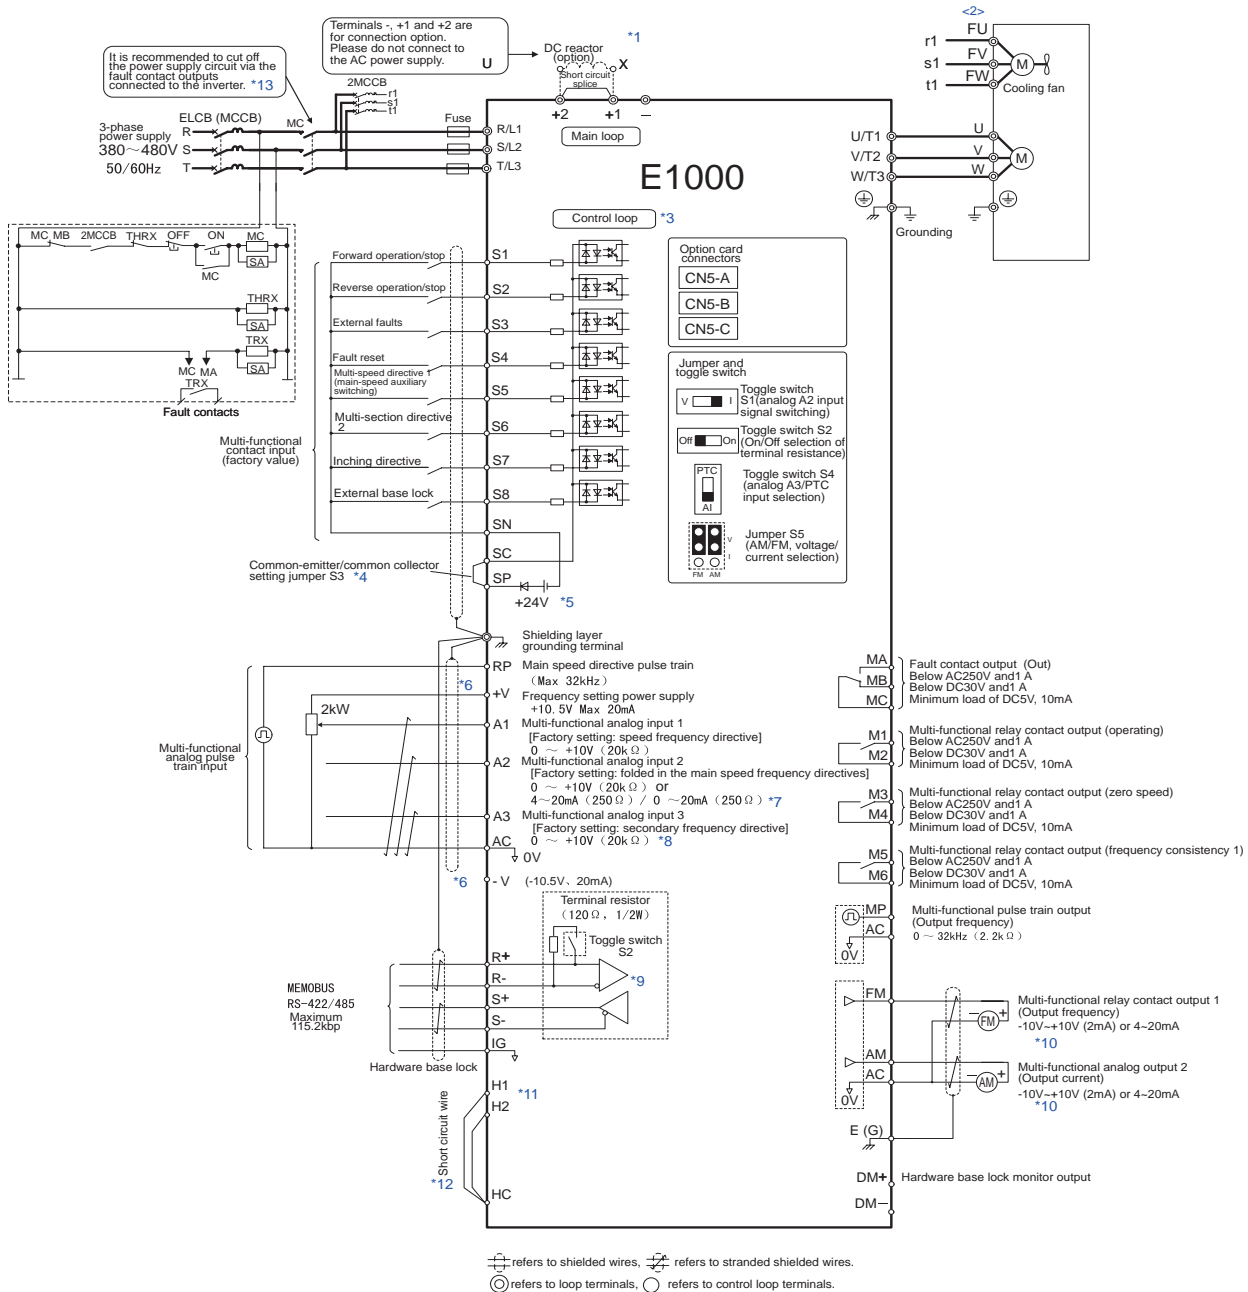 Terminals -, +1 and +2 are
for connection option.
Please do not connect to
the AC power supply.
U
It is recommended to cut off
the power supply circuit via the
fault contact outputs
connected to the inverter. *13
*1
DC reactor
(option)
X
Short circuit
splice
+2
+1
−
Main loop
<2>
FU
r1
FV
s1
FW
t1
M
Cooling fan
2MCCB
r1
s1
t1
ELCB (MCCB)
MC
Fuse
3-phase
power supply
380～480V
50/60Hz
R
S
T
R/L1
S/L2
T/L3
E1000
U/T1
V/T2
W/T3
U
V
W
M
Grounding
Control loop
*3
MC MB
2MCCB
THRX
OFF
ON
MC
SA
MC
THRX
SA
TRX
SA
MC MA
TRX
Fault contacts
Forward operation/stop
S1
Reverse operation/stop
S2
External faults
S3
Fault reset
S4
Multi-speed directive 1
(main-speed auxiliary
switching)
S5
Multi-section directive
2
S6
Inching directive
S7
External base lock
S8
Multi-functional
contact input
(factory value)
SN
SC
SP
Common-emitter/common collector
setting jumper S3 *4
+24V *5
Option card
connectors
CN5-A
CN5-B
CN5-C
Jumper and
toggle switch
V
I
Toggle switch
S1(analog A2 input
signal switching)
Off
On
Toggle switch S2
(On/Off selection of
terminal resistance)
PTC
AI
Toggle switch S4
(analog A3/PTC
input selection)
V
I
FM AM
Jumper S5
(AM/FM, voltage/
current selection)
Shielding layer
grounding terminal
RP
Main speed directive pulse train
（Max 32kHz）
*6
+V
Frequency setting power supply
+10.5V Max 20mA
2kW
A1
Multi-functional analog input 1
[Factory setting: speed frequency directive]
0 ～ +10V（20kΩ）
A2
Multi-functional analog input 2
[Factory setting: folded in the main speed frequency directives]
0 ～ +10V（20kΩ）or
4～20mA（250Ω）/ 0 ～20mA（250Ω）*7
A3
Multi-functional analog input 3
[Factory setting: secondary frequency directive]
0 ～ +10V（20kΩ）*8
AC
0V
Multi-functional
analog pulse
train input
*6
- V
(-10.5V、20mA)
Terminal resistor
（120Ω, 1/2W）
Toggle switch
S2
*9
R+
R-
S+
S-
IG
MEMOBUS
RS-422/485
Maximum
115.2kbp
Hardware base lock
H1
*11
H2
Short circuit wire
*12
HC
MA
MB
MC
Fault contact output (Out)
Below AC250V and1 A
Below DC30V and1 A
Minimum load of DC5V, 10mA
M1
M2
Multi-functional relay contact output (operating)
Below AC250V and1 A
Below DC30V and1 A
Minimum load of DC5V, 10mA
M3
M4
Multi-functional relay contact output (zero speed)
Below AC250V and1 A
Below DC30V and1 A
Minimum load of DC5V, 10mA
M5
M6
Multi-functional relay contact output (frequency consistency 1)
Below AC250V and1 A
Below DC30V and1 A
Minimum load of DC5V, 10mA
MP
AC
0V
Multi-functional pulse train output
(Output frequency)
0 ～ 32kHz（2.2kΩ）
FM
− FM +
Multi-functional relay contact output 1
(Output frequency)
-10V~+10V (2mA) or 4~20mA
*10
AM
AC
0V
− AM +
Multi-functional analog output 2
(Output current)
-10V~+10V (2mA) or 4~20mA
*10
E (G)
DM+
Hardware base lock monitor output
DM−
refers to shielded wires, refers to stranded shielded wires.
refers to loop terminals, refers to control loop terminals.